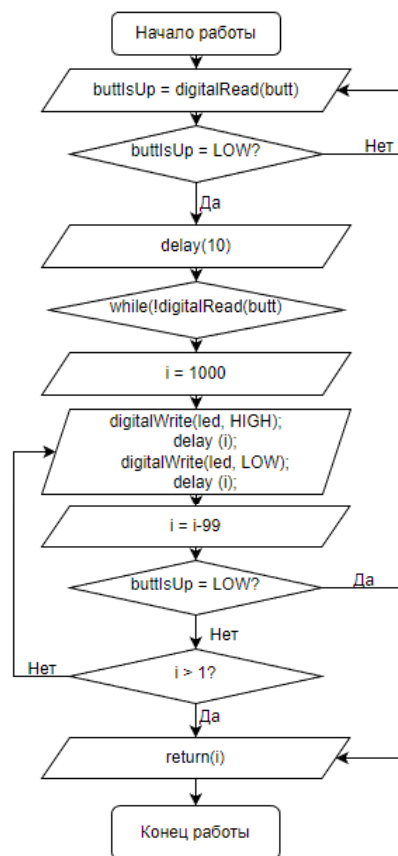 Начало работы
buttIsUp = digitalRead(butt)
buttIsUp = LOW?
Нет
Да
delay(10)
while(!digitalRead(butt)
i = 1000
digitalWrite(led, HIGH);
delay (i);
digitalWrite(led, LOW);
delay (i);
i = i-99
buttIsUp = LOW?
Да
Нет
Нет
i > 1?
Да
return(i)
Конец работы